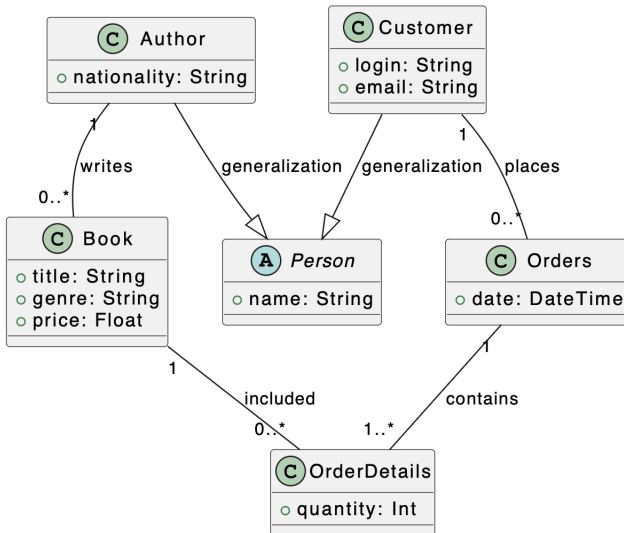 C Author
nationality: String
C Customer
login: String
email: String
1
writes
0..*
generalization
generalization
1
places
0..*
C Book
title: String
genre: String
price: Float
A Person
name: String
C Orders
date: DateTime
1
included
0..*
1
contains
1..*
C OrderDetails
quantity: Int